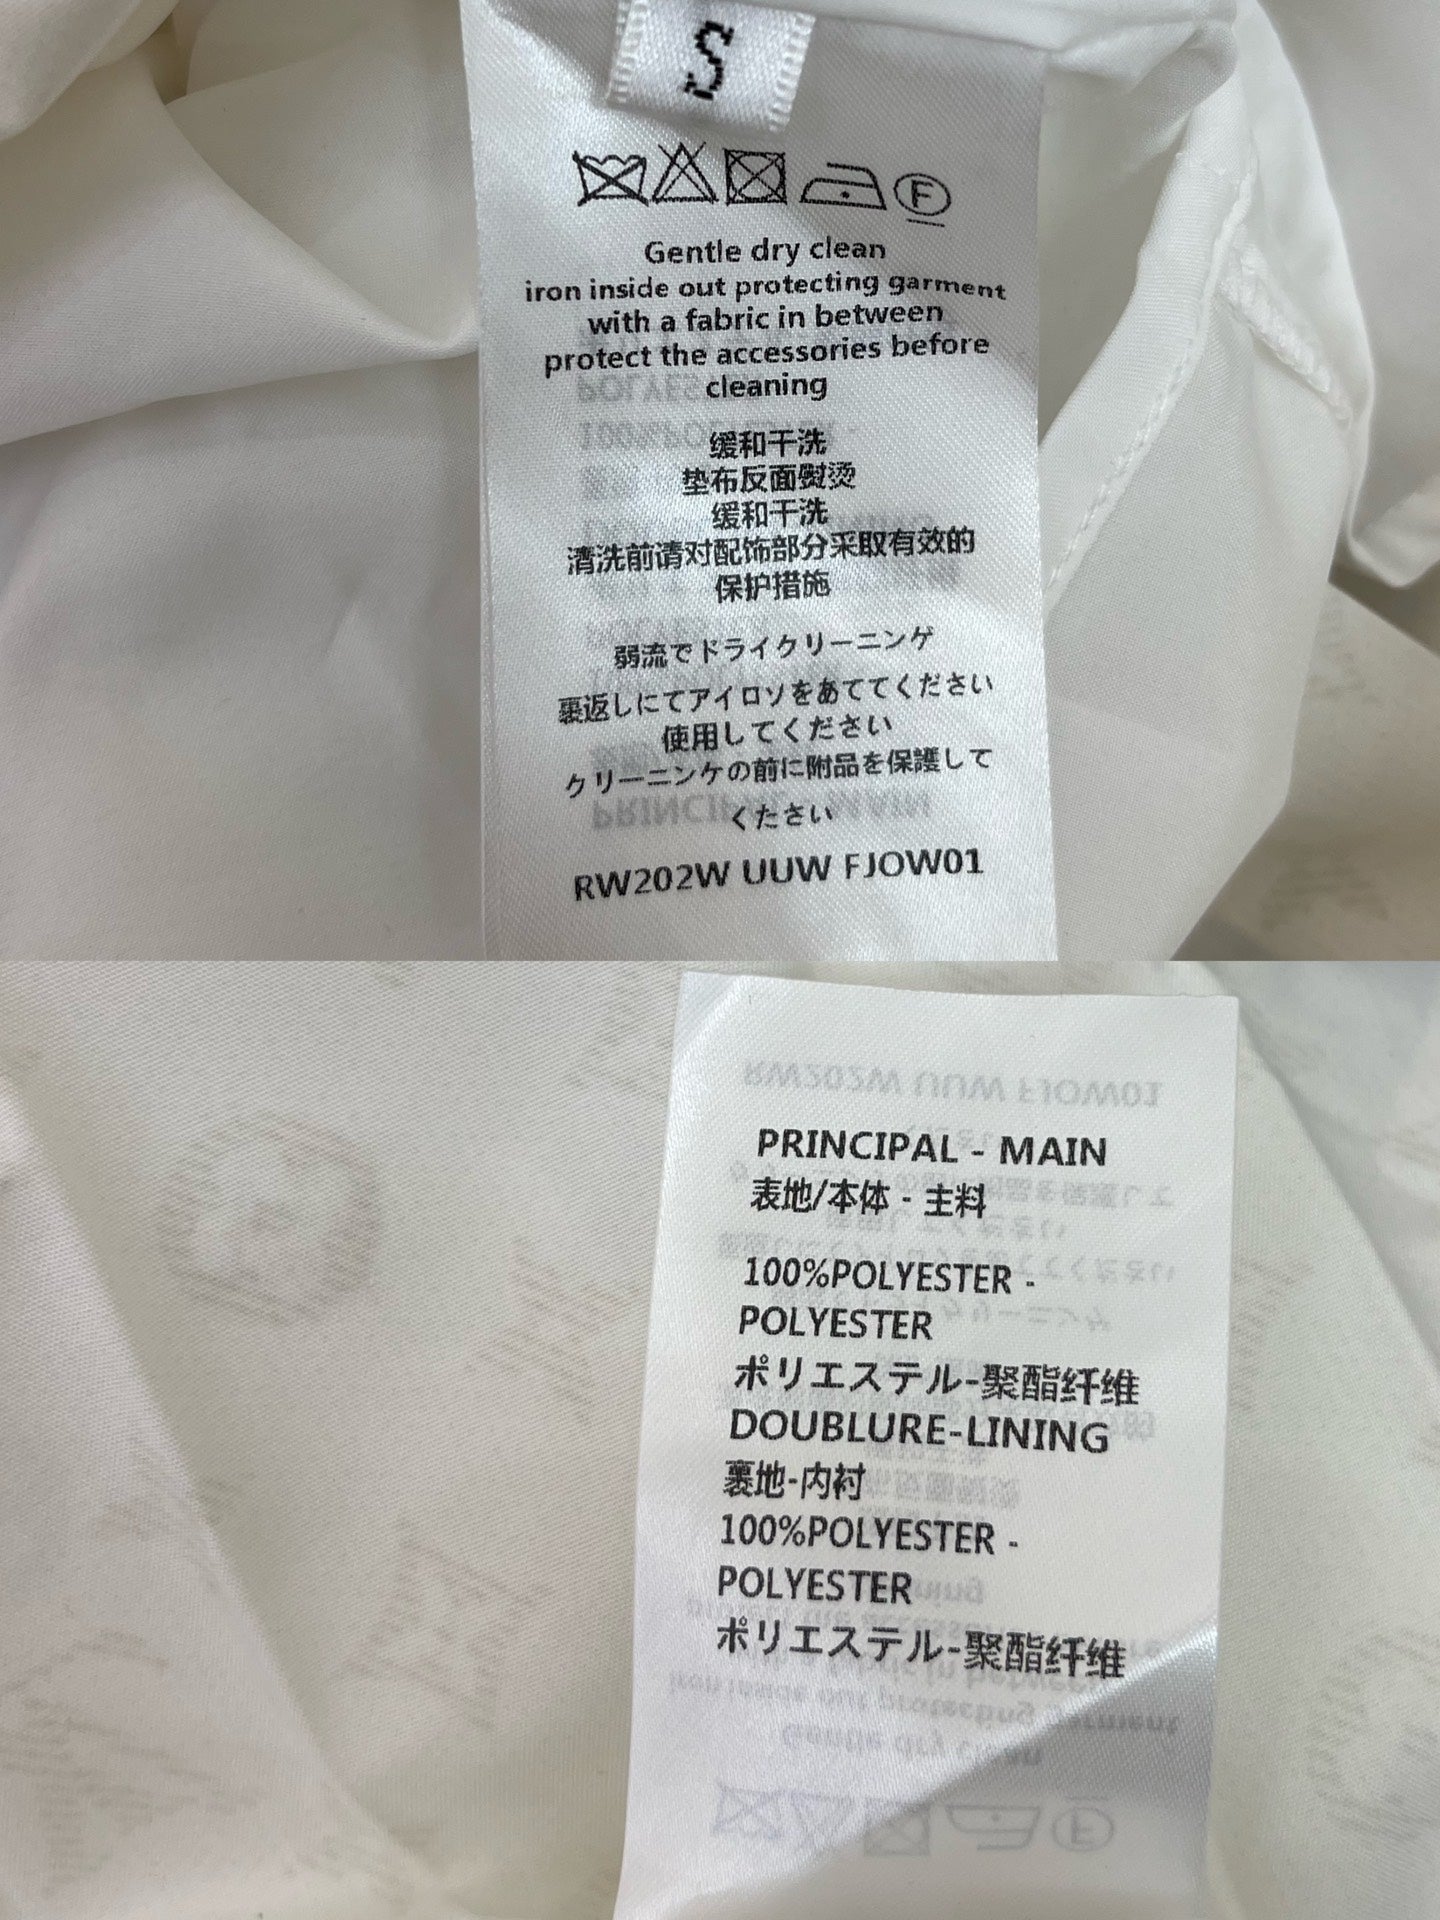 S
F
Gentle dry clean
iron inside out protecting garment
with a fabric in between
protect the accessories before
cleaning
缓和干洗
垫布反面熨烫
缓和干洗
清洗前请对配饰部分采取有效的
保护措施
弱流でドライクリーニンゲ
裏返しにてアイロソをあててください
使用してください
クリーニンケの前に附品を保護して
ください
RW202W UUW FJOW01
PRINCIPAL - MAIN
表地/本体 - 主料
100%POLYESTER -
POLYESTER
ポリエステル-聚酯纤维
DOUBLURE-LINING
裏地-内衬
100%POLYESTER -
POLYESTER
ポリエステル-聚酯纤维